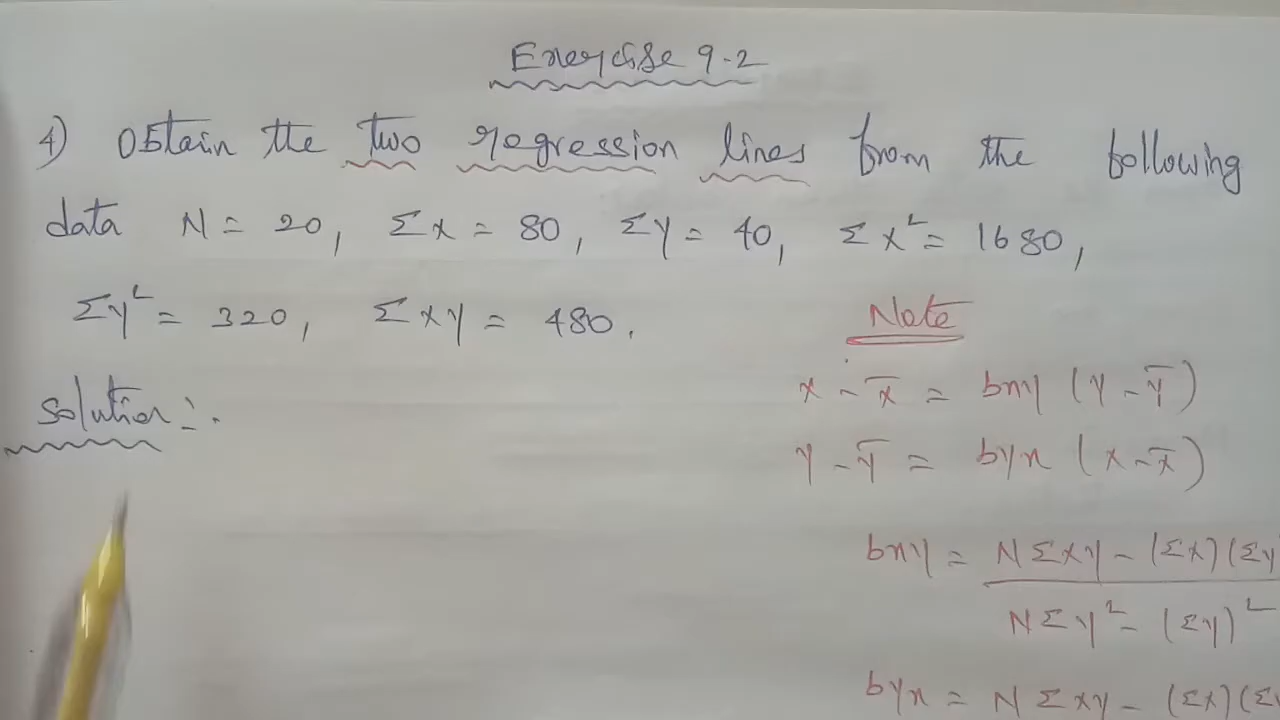 Exercise 9.2
4) Obtain the two regression lines from the following
data N = 20, ΣX = 80, ΣY = 40, ΣX² = 1680,
ΣY² = 320, ΣXY = 480.
Note
Solution:-
X - X̄ = bxy (Y - Ȳ)
Y - Ȳ = byx (X - X̄)
bxy = NΣXY - (ΣX)(ΣY
NΣY² - (ΣY)²
byx = NΣXY - (ΣX)(Σ